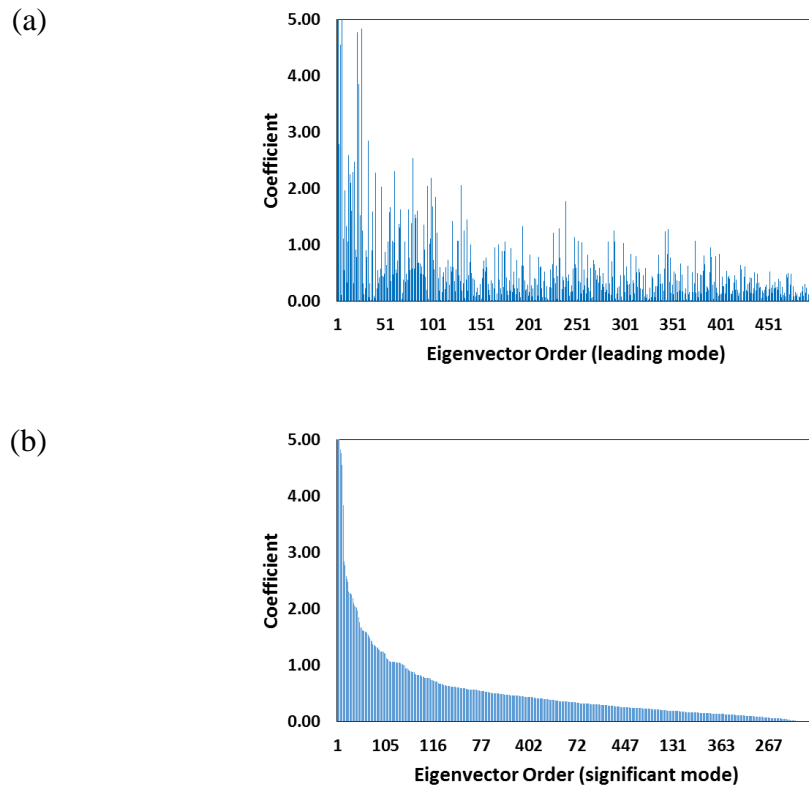 (a)
5.00
4.00
3.00
2.00
1.00
0.00
Coefficient
1 51 101 151 201 251 301 351 401 451
Eigenvector Order (leading mode)
(b)
5.00
4.00
3.00
2.00
1.00
0.00
Coefficient
1 105 116 77 402 72 447 131 363 267
Eigenvector Order (significant mode)